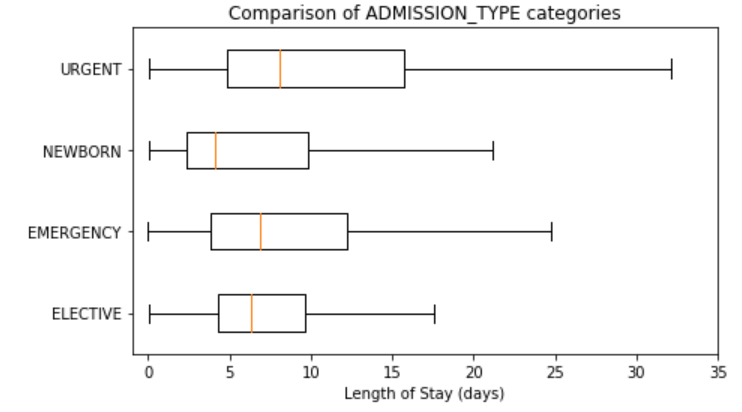 Comparison of ADMISSION_TYPE categories
URGENT
NEWBORN
EMERGENCY
ELECTIVE
0 5 10 15 20 25 30 35
Length of Stay (days)